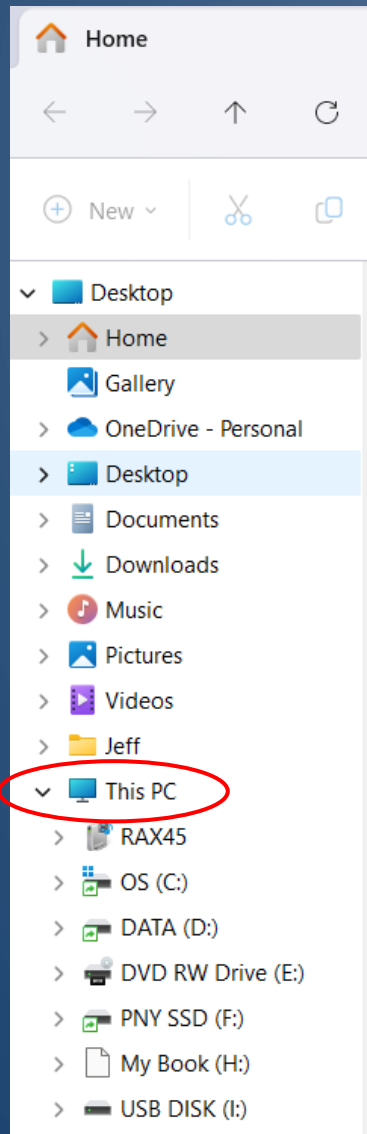 Home
New
Desktop
Home
Gallery
OneDrive - Personal
Desktop
Documents
Downloads
Music
Pictures
Videos
Jeff
This PC
RAX45
OS (C:)
DATA (D:)
DVD RW Drive (E:)
PNY SSD (F:)
My Book (H:)
USB DISK (I:)